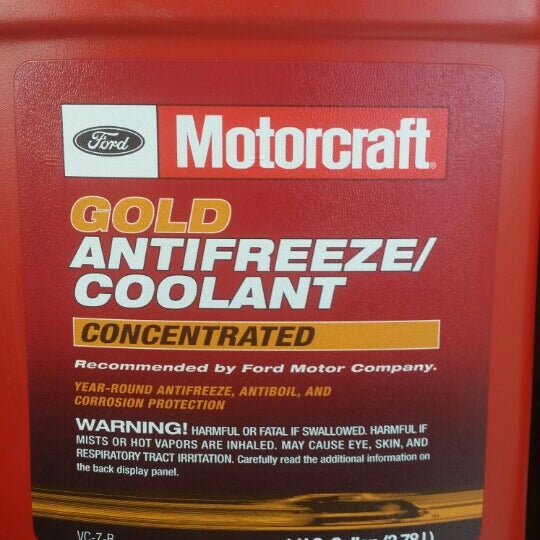 Ford Motorcraft®
GOLD
ANTIFREEZE/
COOLANT
CONCENTRATED
Recommended by Ford Motor Company.
YEAR-ROUND ANTIFREEZE, ANTIBOIL, AND
CORROSION PROTECTION
WARNING! HARMFUL OR FATAL IF SWALLOWED. HARMFUL IF
MISTS OR HOT VAPORS ARE INHALED. MAY CAUSE EYE, SKIN, AND
RESPIRATORY TRACT IRRITATION. Carefully read the additional information on
the back display panel.
VC-7-B